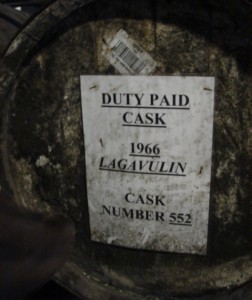 DUTY PAID
CASK
1966
LAGAVULIN
CASK
NUMBER 552